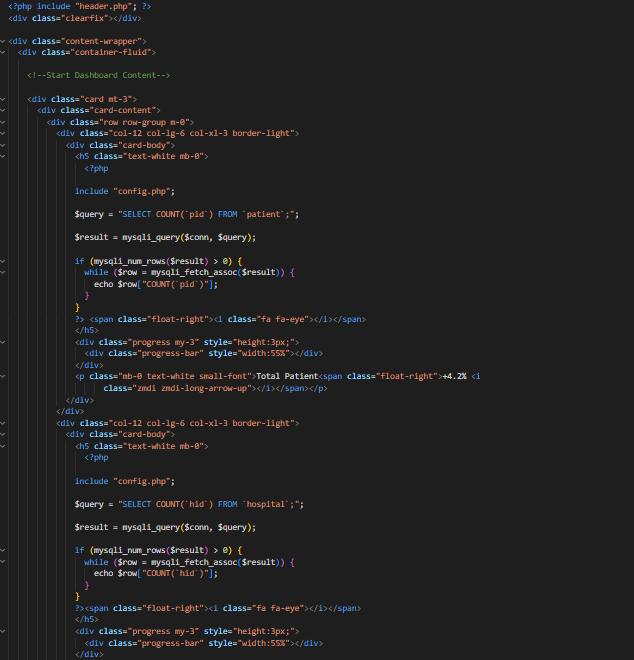 <?php include "header.php"; ?>
<div class="clearfix"></div>
<div class="content-wrapper">
<div class="container-fluid">
<!--Start Dashboard Content-->
<div class="card mt-3">
<div class="card-content">
<div class="row row-group m-0">
<div class="col-12 col-lg-6 col-xl-3 border-light">
<div class="card-body">
<h5 class="text-white mb-0">
<?php
include "config.php";
$query = "SELECT COUNT(`pid`) FROM `patient`;";
$result = mysqli_query($conn, $query);
if (mysqli_num_rows($result) > 0) {
while ($row = mysqli_fetch_assoc($result)) {
echo $row["COUNT(`pid`)"];
}
}
?> <span class="float-right"><i class="fa fa-eye"></i></span>
</h5>
<div class="progress my-3" style="height:3px;">
<div class="progress-bar" style="width:55%"></div>
</div>
<p class="mb-0 text-white small-font">Total Patient<span class="float-right">+4.2% <i
class="zmdi zmdi-long-arrow-up"></i></span></p>
</div>
</div>
<div class="col-12 col-lg-6 col-xl-3 border-light">
<div class="card-body">
<h5 class="text-white mb-0">
<?php
include "config.php";
$query = "SELECT COUNT(`hid`) FROM `hospital`;";
$result = mysqli_query($conn, $query);
if (mysqli_num_rows($result) > 0) {
while ($row = mysqli_fetch_assoc($result)) {
echo $row["COUNT(`hid`)"];
}
}
?><span class="float-right"><i class="fa fa-eye"></i></span>
</h5>
<div class="progress my-3" style="height:3px;">
<div class="progress-bar" style="width:55%"></div>
</div>